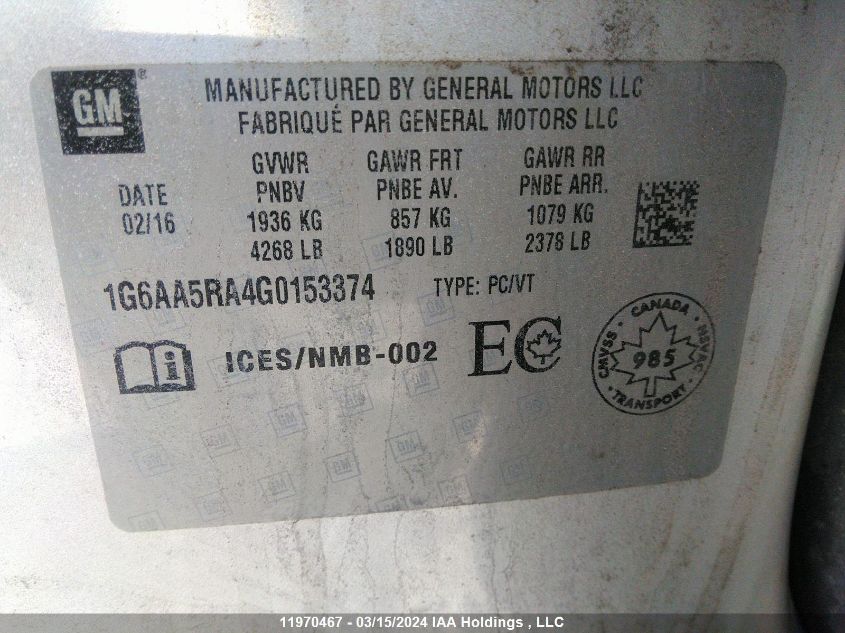 GM®
MANUFACTURED BY GENERAL MOTORS LLC
FABRIQUÉ PAR GENERAL MOTORS LLC
GVWR GAWR FRT GAWR RR
DATE PNBV PNBE AV. PNBE ARR.
02/16 1936 KG 857 KG 1079 KG
4268 LB 1890 LB 2378 LB
1G6AA5RA4G0153374 TYPE: PC/VT
i ICES/NMB-002 EC
CANADA
CMVSS 985 NSVAC
TRANSPORT
GM
11970467 - 03/15/2024 IAA Holdings , LLC